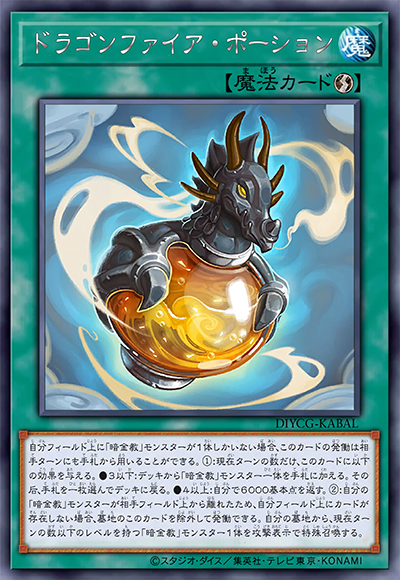 ドラゴンファイア・ポーション
魔
【魔法カード】
DIYCG-KABAL
自分フィールド上に「暗金教」モンスターが1体しかいない場合、このカードの発働は相
手ターンにも手札から用いることができる。①:現在ターンの数だけ、このカードに以下
の効果を与える。●3以下:デッキから「暗金教」モンスター一体を手札に加える。その
后、手札を一枚選んでデッキに戻る。●4以上:自分で6000基本点を返す。②:自分の
「暗金教」モンスターが相手フィールド上から離れたため、自分フィールド上にカードが
存在しない場合、墓地のこのカードを除外して発働できる。自分の墓地から、現在ター
ンの数以下のレベルを持つ「暗金教」モンスター1体を攻撃表示で特殊召喚する。
©スタジオ・ダイス/集英社・テレビ東京・KONAMI